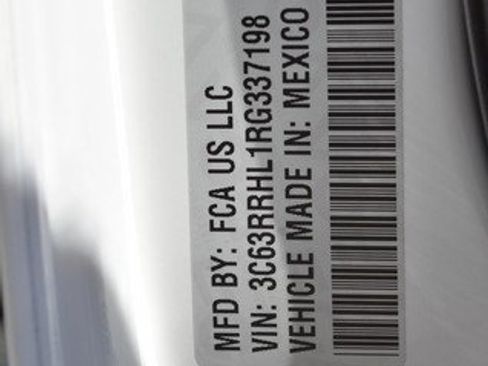 MFD BY: FCA US LLC
VIN: 3C63RRHL1RG337198
VEHICLE MADE IN: MEXICO